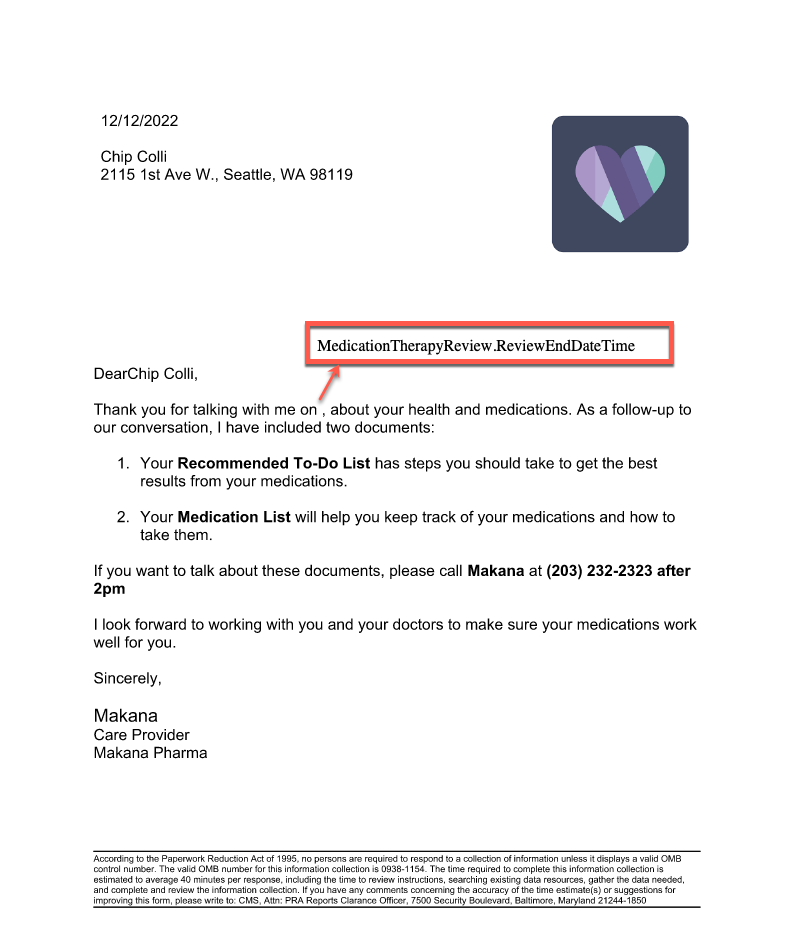 12/12/2022
Chip Colli
2115 1st Ave W., Seattle, WA 98119
MedicationTherapyReview.ReviewEndDateTime
DearChip Colli,
Thank you for talking with me on , about your health and medications. As a follow-up to
our conversation, I have included two documents:
1. Your Recommended To-Do List has steps you should take to get the best
results from your medications.
2. Your Medication List will help you keep track of your medications and how to
take them.
If you want to talk about these documents, please call Makana at (203) 232-2323 after
2pm
I look forward to working with you and your doctors to make sure your medications work
well for you.
Sincerely,
Makana
Care Provider
Makana Pharma
According to the Paperwork Reduction Act of 1995, no persons are required to respond to a collection of information unless it displays a valid OMB
control number. The valid OMB number for this information collection is 0938-1154. The time required to complete this information collection is
estimated to average 40 minutes per response, including the time to review instructions, searching existing data resources, gather the data needed,
and complete and review the information collection. If you have any comments concerning the accuracy of the time estimate(s) or suggestions for
improving this form, please write to: CMS, Attn: PRA Reports Clarance Officer, 7500 Security Boulevard, Baltimore, Maryland 21244-1850